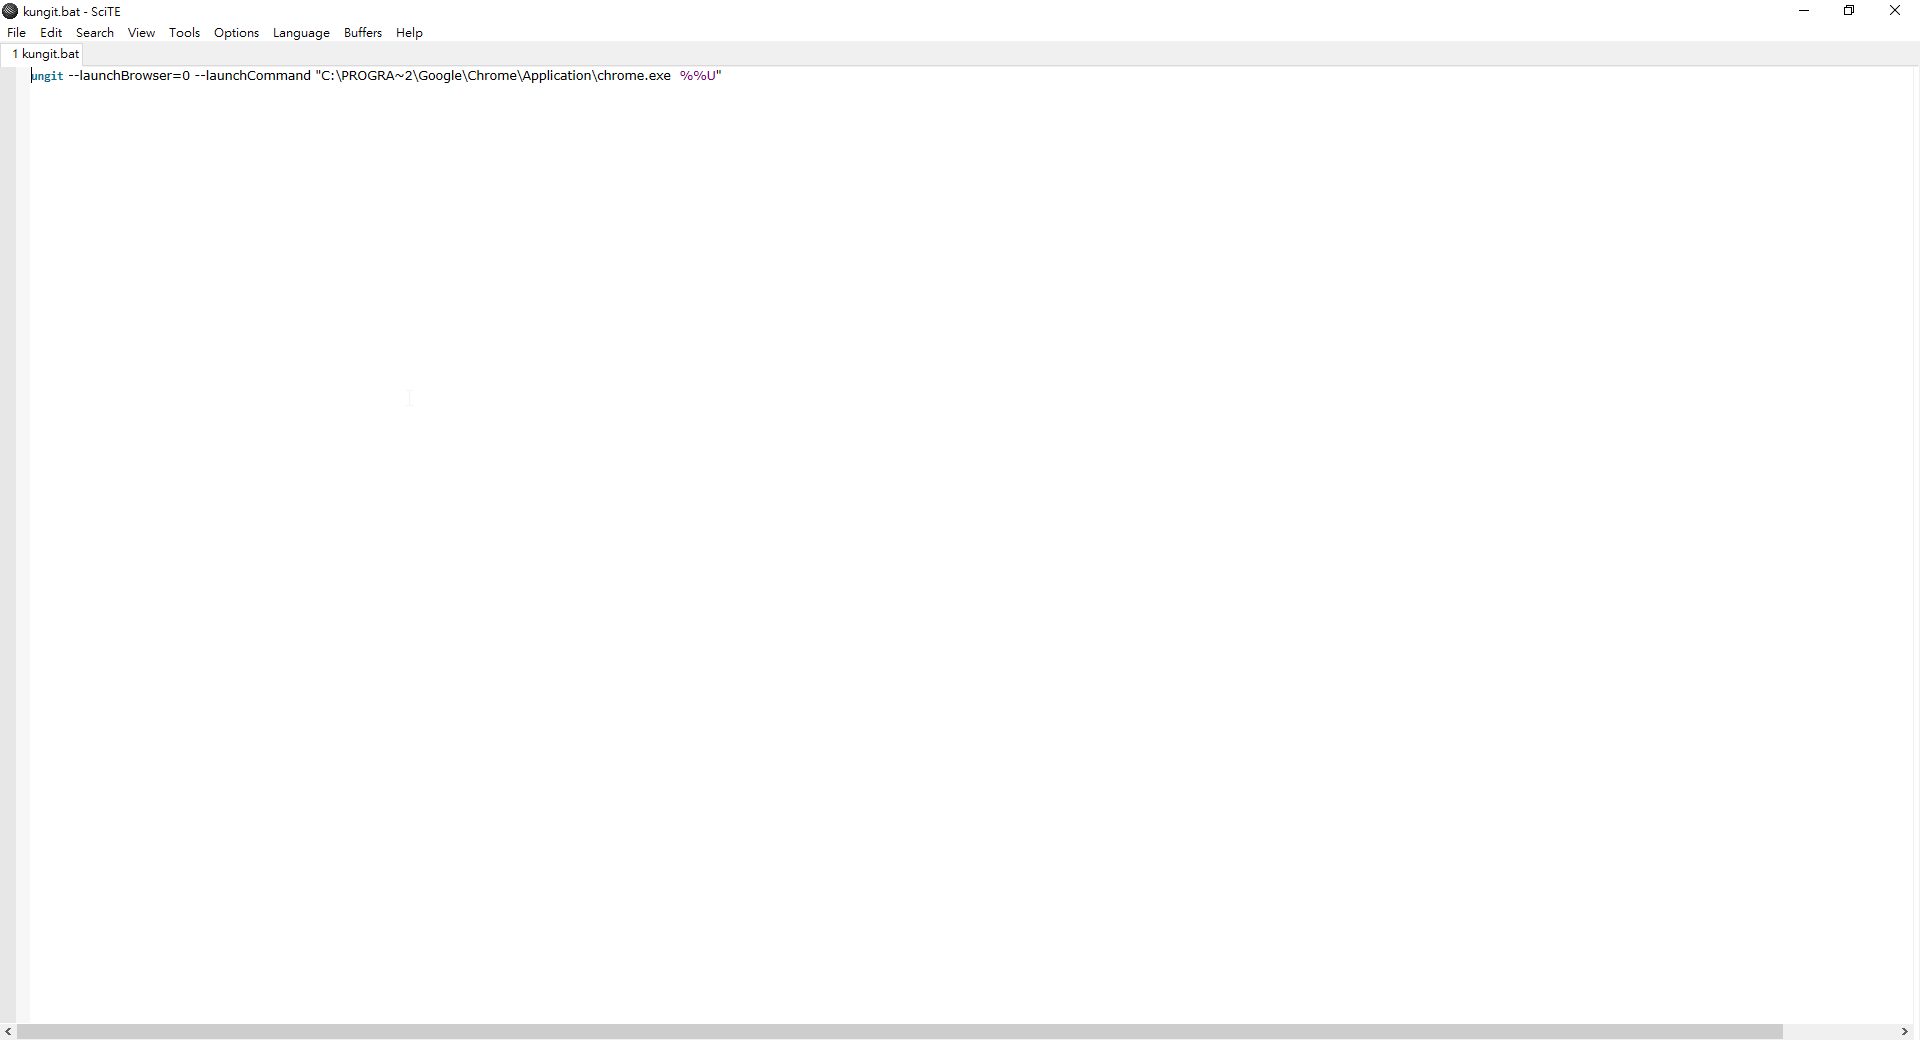 kungit.bat - SciTE
File Edit Search View Tools Options Language Buffers Help
1 kungit.bat
ungit --launchBrowser=0 --launchCommand "C:\PROGRA~2\Google\Chrome\Application\chrome.exe  %%U"